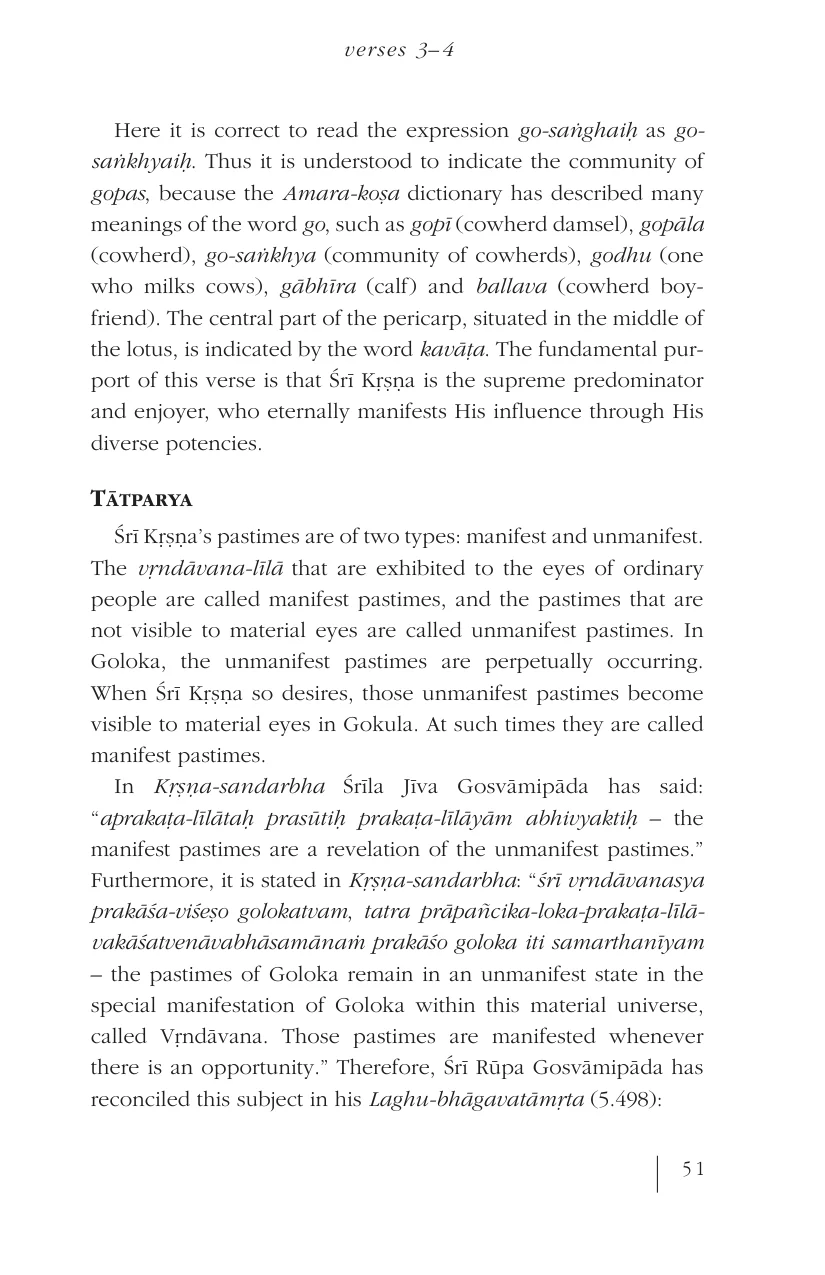 verses 3–4
Here it is correct to read the expression go-saṅghaiḥ as go-
saṅkhyaiḥ. Thus it is understood to indicate the community of
gopas, because the Amara-koṣa dictionary has described many
meanings of the word go, such as gopī (cowherd damsel), gopāla
(cowherd), go-saṅkhya (community of cowherds), godhu (one
who milks cows), gābhīra (calf) and ballava (cowherd boy-
friend). The central part of the pericarp, situated in the middle of
the lotus, is indicated by the word kavāṭa. The fundamental pur-
port of this verse is that Śrī Kṛṣṇa is the supreme predominator
and enjoyer, who eternally manifests His influence through His
diverse potencies.
Tātparya
Śrī Kṛṣṇa’s pastimes are of two types: manifest and unmanifest.
The vṛndāvana-līlā that are exhibited to the eyes of ordinary
people are called manifest pastimes, and the pastimes that are
not visible to material eyes are called unmanifest pastimes. In
Goloka, the unmanifest pastimes are perpetually occurring.
When Śrī Kṛṣṇa so desires, those unmanifest pastimes become
visible to material eyes in Gokula. At such times they are called
manifest pastimes.
In Kṛṣṇa-sandarbha Śrīla Jīva Gosvāmipāda has said:
“aprakaṭa-līlātaḥ prasūtiḥ prakaṭa-līlāyām abhivyaktiḥ – the
manifest pastimes are a revelation of the unmanifest pastimes.”
Furthermore, it is stated in Kṛṣṇa-sandarbha: “śrī vṛndāvanasya
prakāśa-viśeṣo golokatvam, tatra prāpañcika-loka-prakaṭa-līlā-
vakāśatvenāvabhāsamānaṁ prakāśo goloka iti samarthanīyam
– the pastimes of Goloka remain in an unmanifest state in the
special manifestation of Goloka within this material universe,
called Vṛndāvana. Those pastimes are manifested whenever
there is an opportunity.” Therefore, Śrī Rūpa Gosvāmipāda has
reconciled this subject in his Laghu-bhāgavatāmṛta (5.498):
51